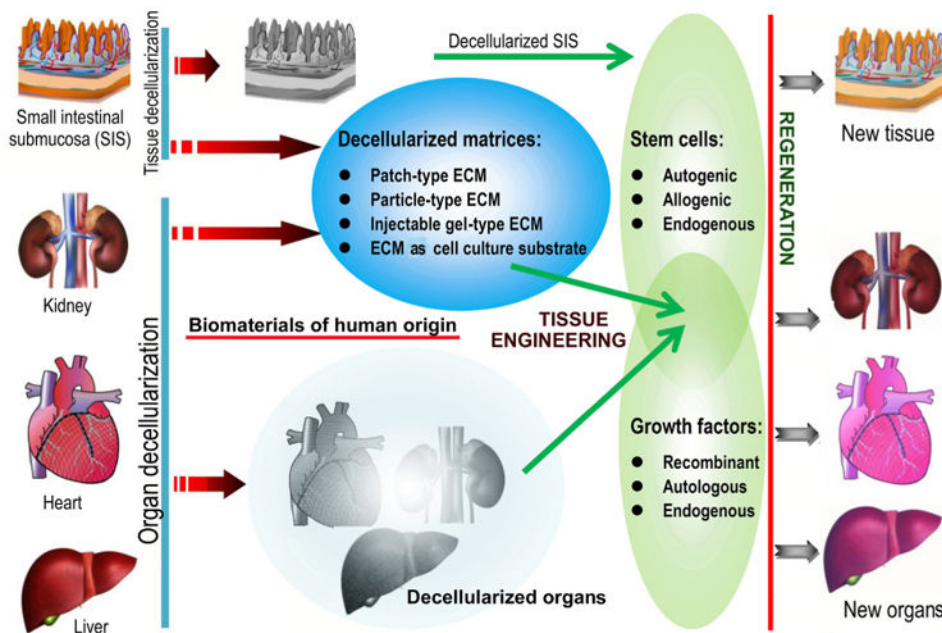 Small intestinal
submucosa (SIS)
Tissue decellularization
Decellularized SIS
Decellularized matrices:
● Patch-type ECM
● Particle-type ECM
● Injectable gel-type ECM
● ECM as cell culture substrate
Stem cells:
● Autogenic
● Allogenic
● Endogenous
REGENERATION
New tissue
Kidney
Biomaterials of human origin
TISSUE
ENGINEERING
Organ decellularization
Heart
Growth factors:
● Recombinant
● Autologous
● Endogenous
Liver
Decellularized organs
New organs